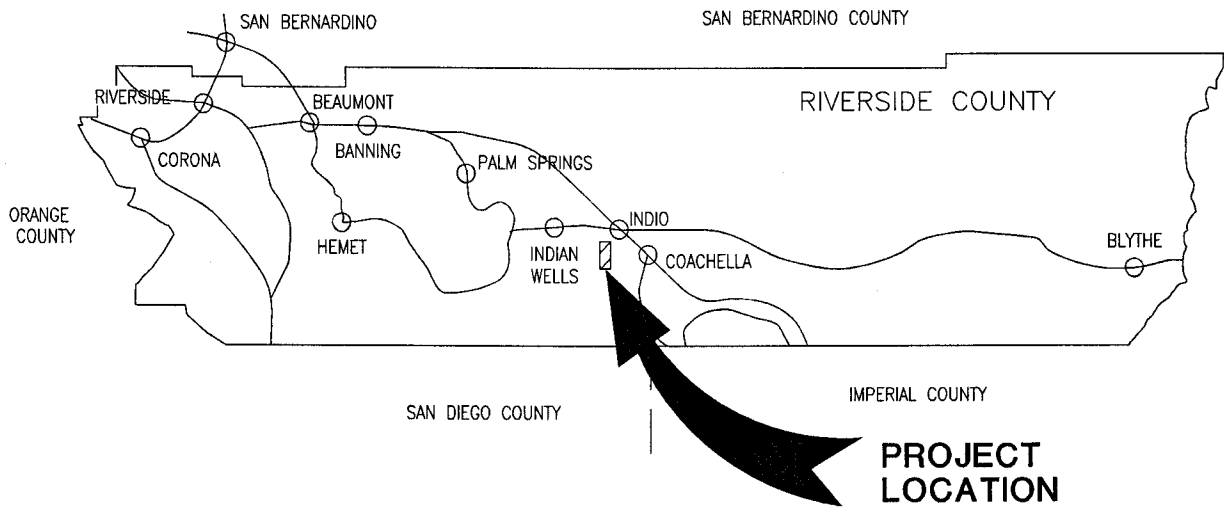 SAN BERNARDINO
SAN BERNARDINO COUNTY
RIVERSIDE
BEAUMONT
RIVERSIDE COUNTY
CORONA
BANNING
PALM SPRINGS
ORANGE
COUNTY
HEMET
INDIAN
WELLS
INDIO
COACHELLA
BLYTHE
SAN DIEGO COUNTY
IMPERIAL COUNTY
PROJECT
LOCATION